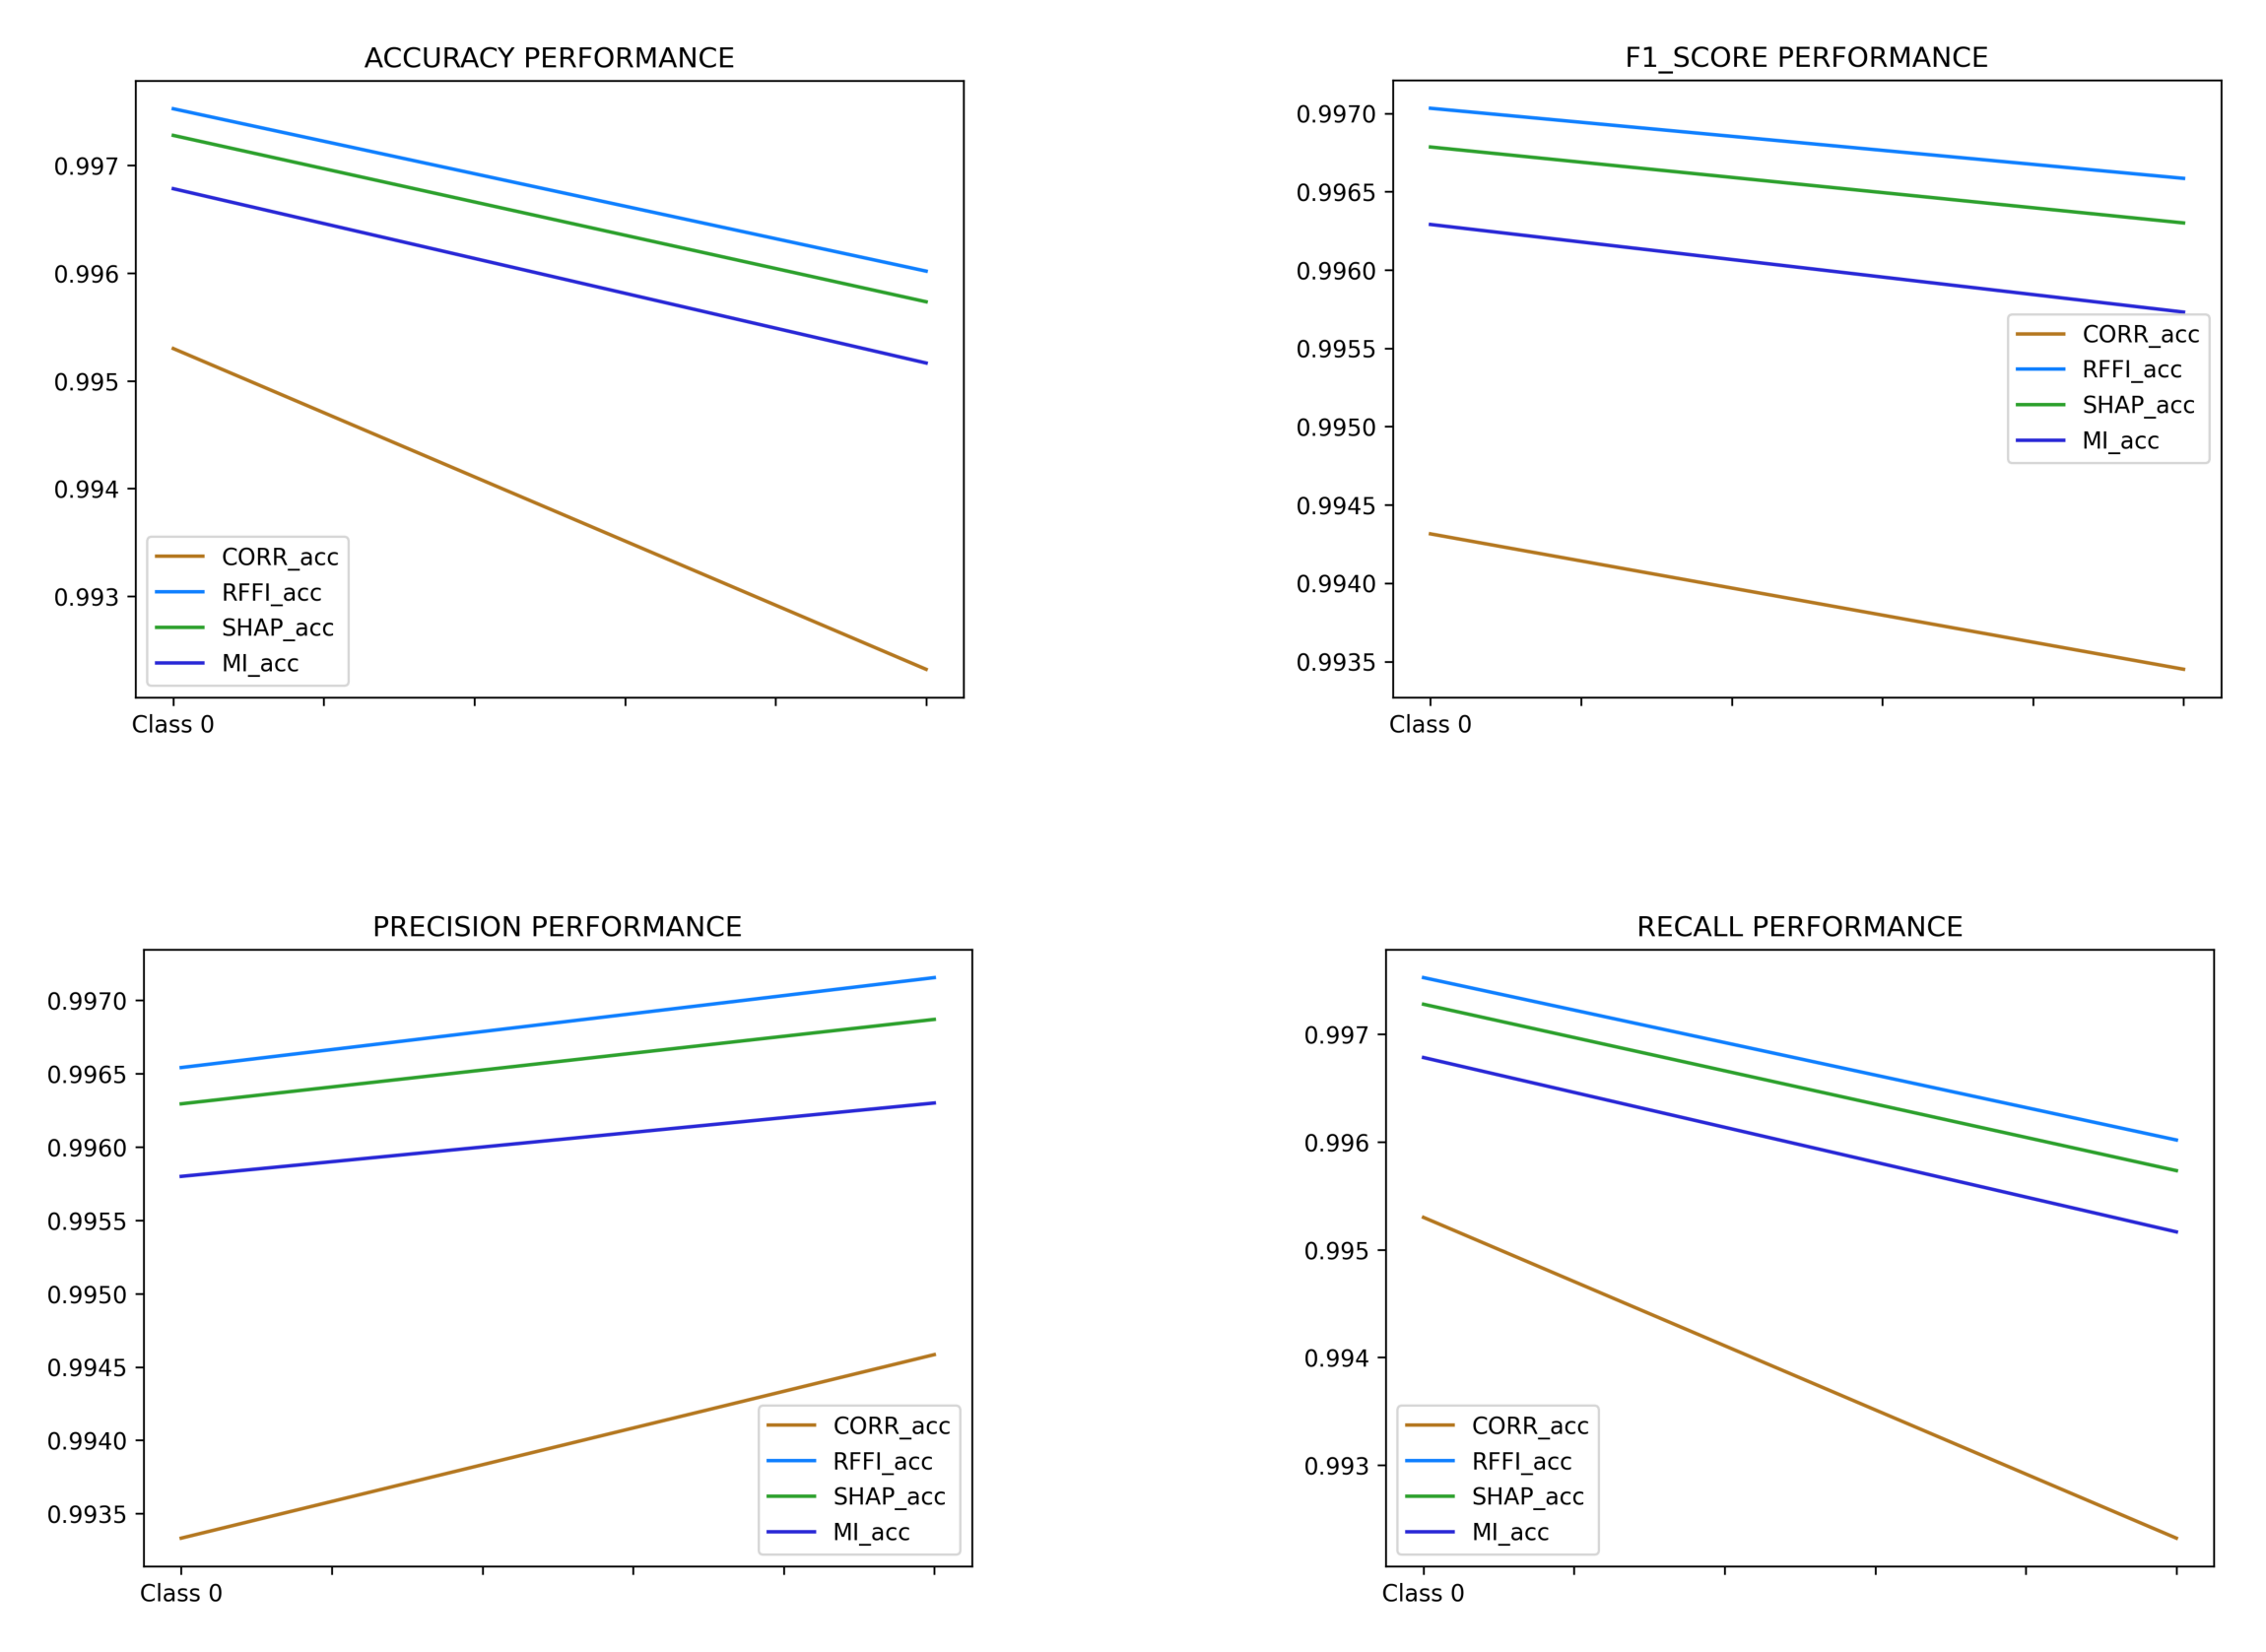 ACCURACY PERFORMANCE
0.997
0.996
0.995
0.994
0.993
CORR_acc
RFFI_acc
SHAP_acc
MI_acc
Class 0
F1_SCORE PERFORMANCE
0.9970
0.9965
0.9960
0.9955
0.9950
0.9945
0.9940
0.9935
CORR_acc
RFFI_acc
SHAP_acc
MI_acc
Class 0
PRECISION PERFORMANCE
0.9970
0.9965
0.9960
0.9955
0.9950
0.9945
0.9940
0.9935
CORR_acc
RFFI_acc
SHAP_acc
MI_acc
Class 0
RECALL PERFORMANCE
0.997
0.996
0.995
0.994
0.993
CORR_acc
RFFI_acc
SHAP_acc
MI_acc
Class 0